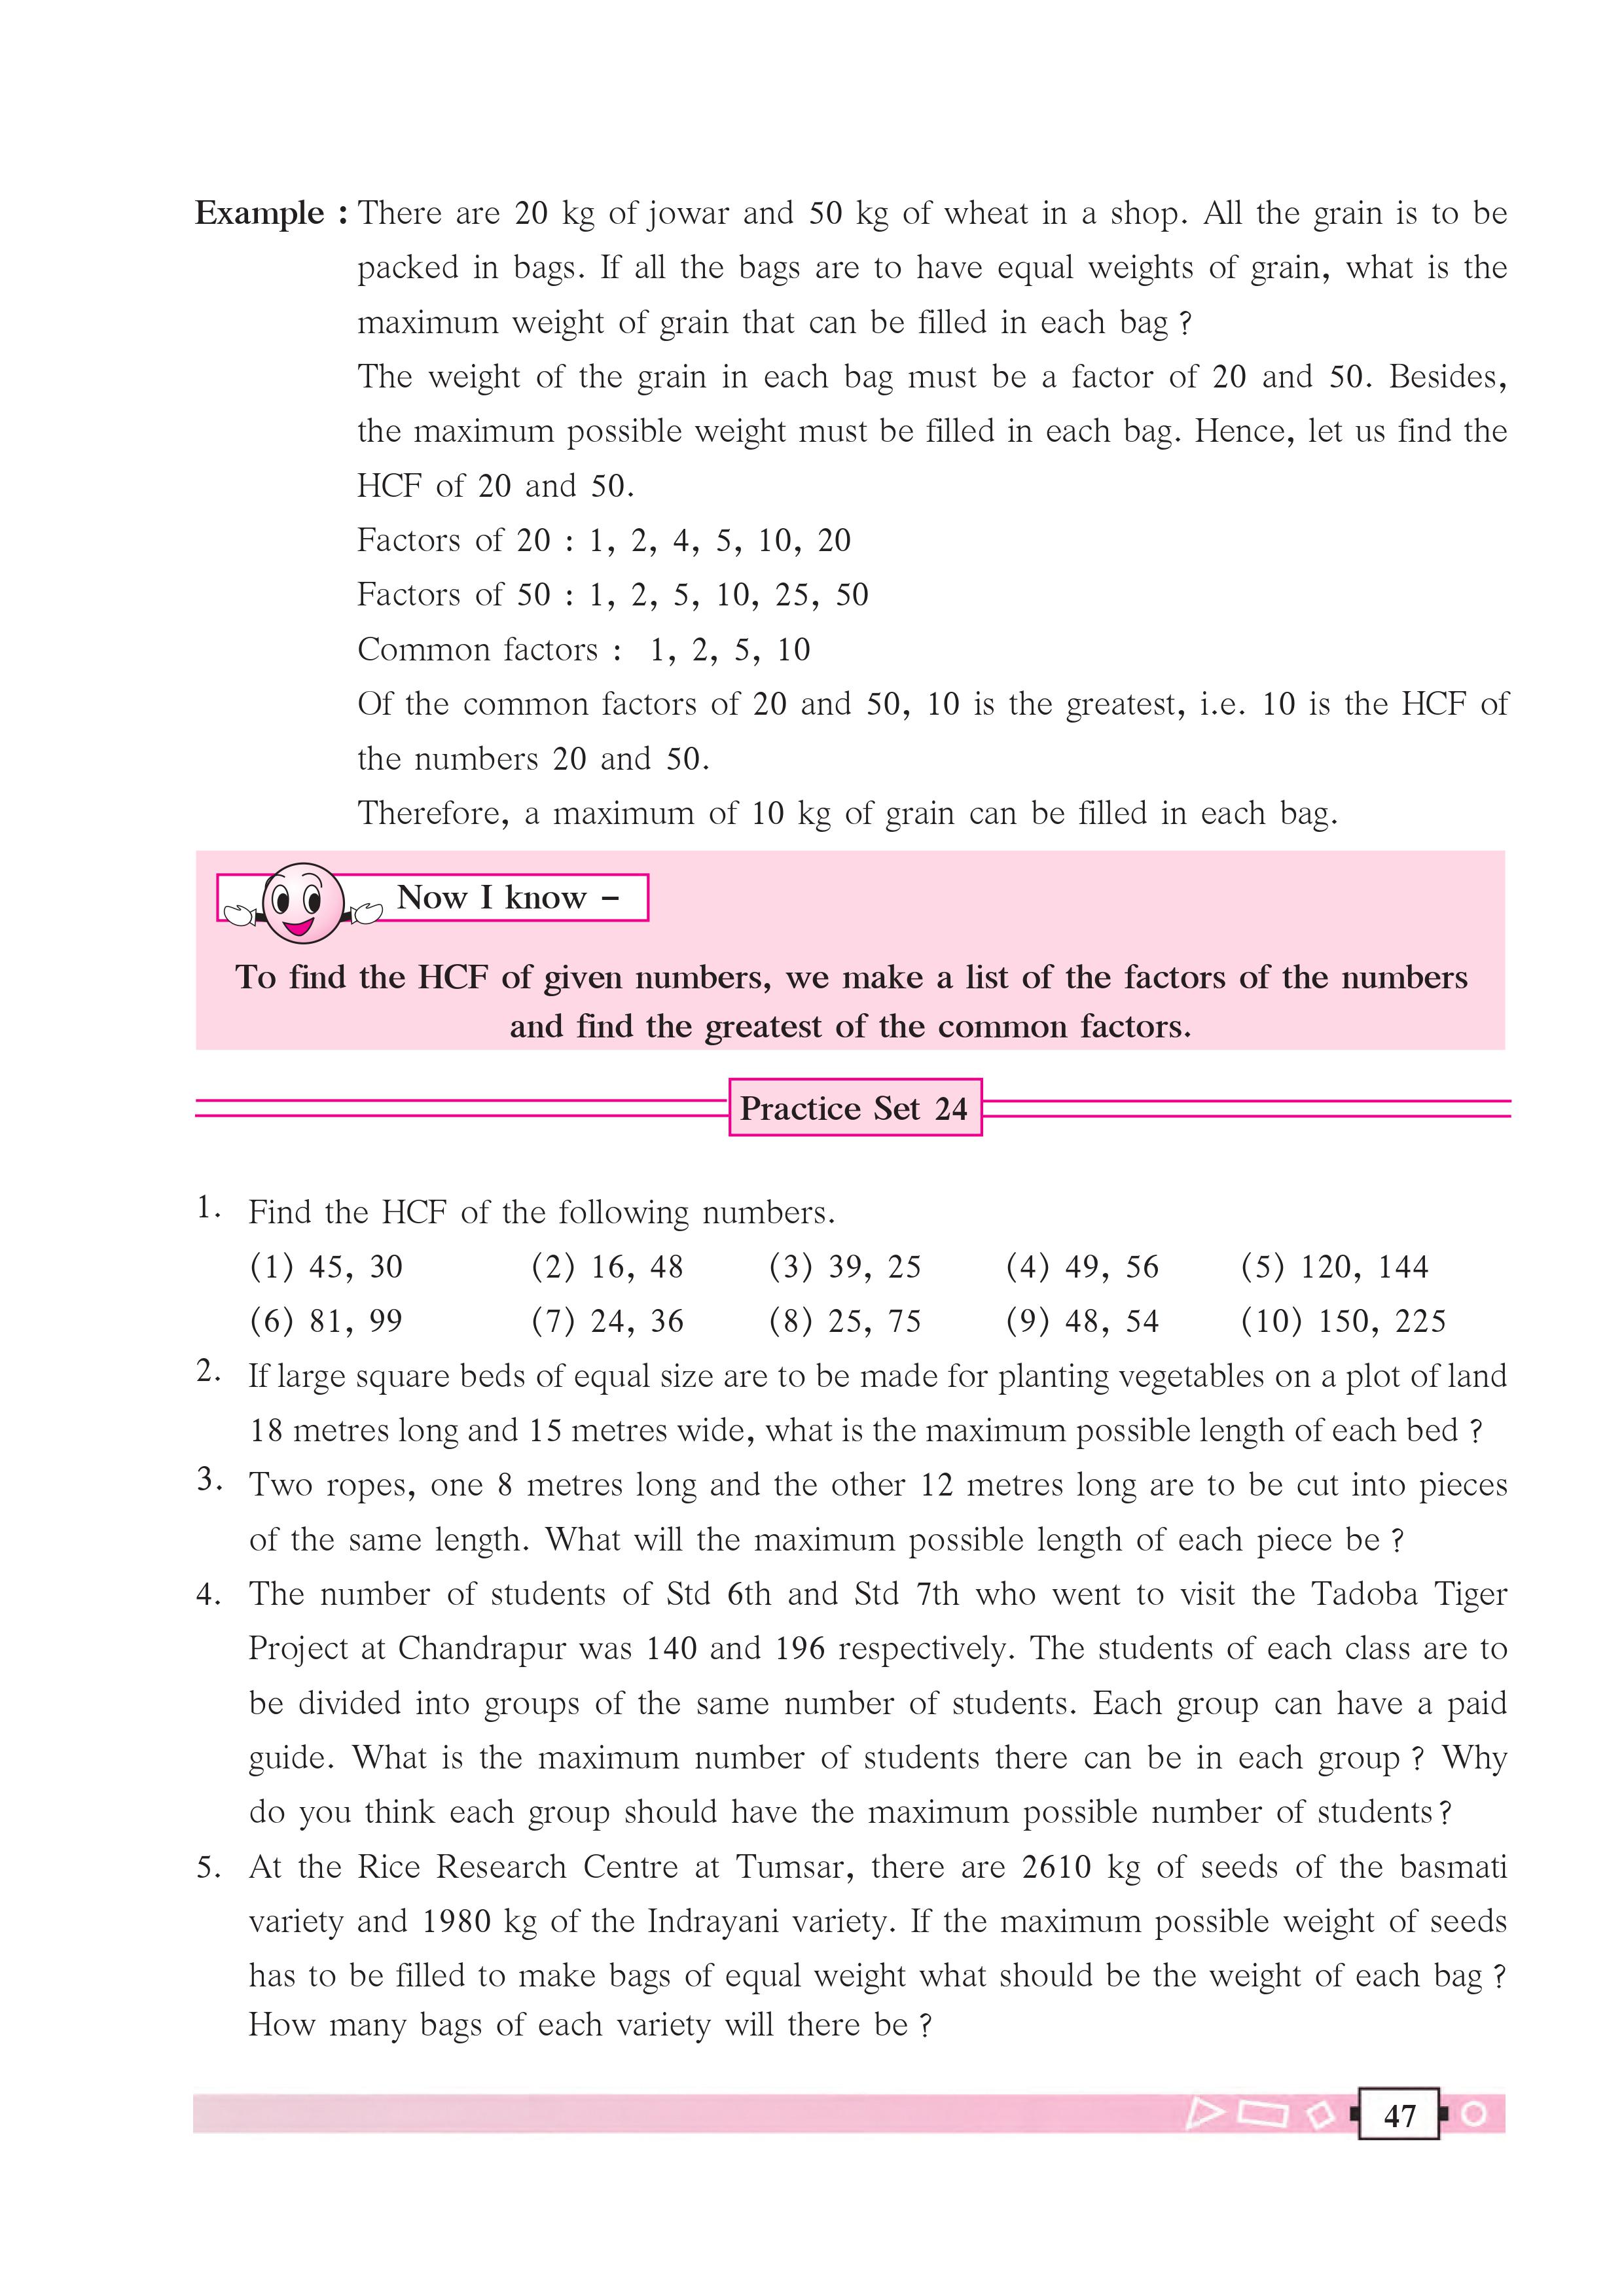 Example : There are 20 kg of jowar and 50 kg of wheat in a shop. All the grain is to be
packed in bags. If all the bags are to have equal weights of grain, what is the
maximum weight of grain that can be filled in each bag ?
The weight of the grain in each bag must be a factor of 20 and 50. Besides,
the maximum possible weight must be filled in each bag. Hence, let us find the
HCF of 20 and 50.
Factors of 20 : 1, 2, 4, 5, 10, 20
Factors of 50 : 1, 2, 5, 10, 25, 50
Common factors : 1, 2, 5, 10
Of the common factors of 20 and 50, 10 is the greatest, i.e. 10 is the HCF of
the numbers 20 and 50.
Therefore, a maximum of 10 kg of grain can be filled in each bag.
Now I know –
To find the HCF of given numbers, we make a list of the factors of the numbers
and find the greatest of the common factors.
Practice Set 24
1. Find the HCF of the following numbers.
(1) 45, 30 (2) 16, 48 (3) 39, 25 (4) 49, 56 (5) 120, 144
(6) 81, 99 (7) 24, 36 (8) 25, 75 (9) 48, 54 (10) 150, 225
2. If large square beds of equal size are to be made for planting vegetables on a plot of land
18 metres long and 15 metres wide, what is the maximum possible length of each bed ?
3. Two ropes, one 8 metres long and the other 12 metres long are to be cut into pieces
of the same length. What will the maximum possible length of each piece be ?
4. The number of students of Std 6th and Std 7th who went to visit the Tadoba Tiger
Project at Chandrapur was 140 and 196 respectively. The students of each class are to
be divided into groups of the same number of students. Each group can have a paid
guide. What is the maximum number of students there can be in each group ? Why
do you think each group should have the maximum possible number of students?
5. At the Rice Research Centre at Tumsar, there are 2610 kg of seeds of the basmati
variety and 1980 kg of the Indrayani variety. If the maximum possible weight of seeds
has to be filled to make bags of equal weight what should be the weight of each bag ?
How many bags of each variety will there be ?
47